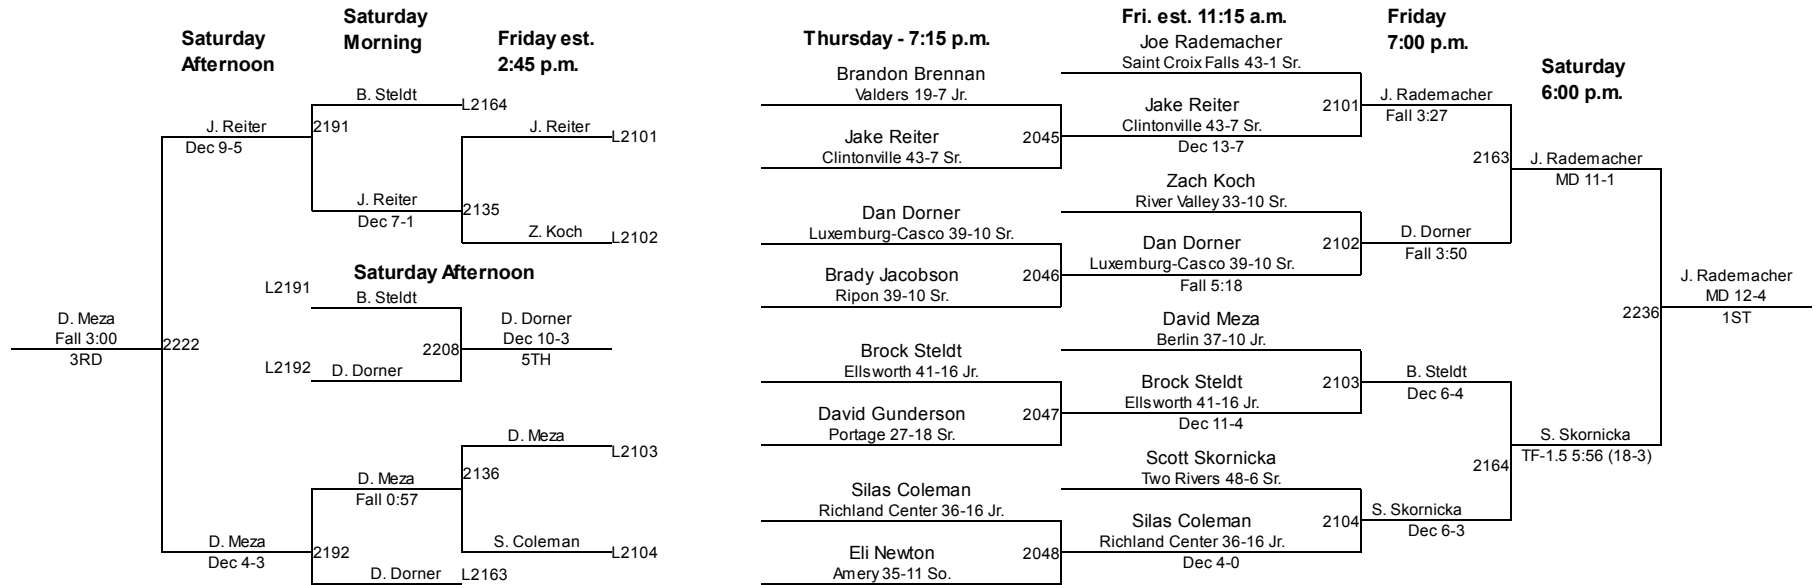 Saturday
Afternoon
Saturday
Morning
Friday est.
2:45 p.m.
B. Steldt
L2164
J. Reiter
2191
Dec 9-5
J. Reiter
L2101
J. Reiter
2135
Dec 7-1
Z. Koch
L2102
Saturday Afternoon
L2191
B. Steldt
D. Meza
Fall 3:00
3RD
2222
D. Dorner
Dec 10-3
2208
5TH
L2192
D. Dorner
D. Meza
L2103
D. Meza
2136
Fall 0:57
S. Coleman
L2104
D. Meza
2192
Dec 4-3
D. Dorner
L2163
Thursday - 7:15 p.m.
Brandon Brennan
Valders 19-7 Jr.
Jake Reiter
2045
Clintonville 43-7 Sr.
Dan Dorner
Luxemburg-Casco 39-10 Sr.
Brady Jacobson
2046
Ripon 39-10 Sr.
Brock Steldt
Ellsworth 41-16 Jr.
David Gunderson
2047
Portage 27-18 Sr.
Silas Coleman
Richland Center 36-16 Jr.
Eli Newton
2048
Amery 35-11 So.
Fri. est. 11:15 a.m.
Joe Rademacher
Saint Croix Falls 43-1 Sr.
Jake Reiter
2101
Clintonville 43-7 Sr.
Dec 13-7
Zach Koch
River Valley 33-10 Sr.
Dan Dorner
2102
Luxemburg-Casco 39-10 Sr.
Fall 5:18
David Meza
Berlin 37-10 Jr.
Brock Steldt
2103
Ellsworth 41-16 Jr.
Dec 11-4
Scott Skornicka
Two Rivers 48-6 Sr.
Silas Coleman
2104
Richland Center 36-16 Jr.
Dec 4-0
Friday
7:00 p.m.
J. Rademacher
Fall 3:27
2163
D. Dorner
Fall 3:50
B. Steldt
Dec 6-4
2164
S. Skornicka
Dec 6-3
Saturday
6:00 p.m.
J. Rademacher
MD 11-1
2236
S. Skornicka
TF-1.5 5:56 (18-3)
J. Rademacher
MD 12-4
1ST